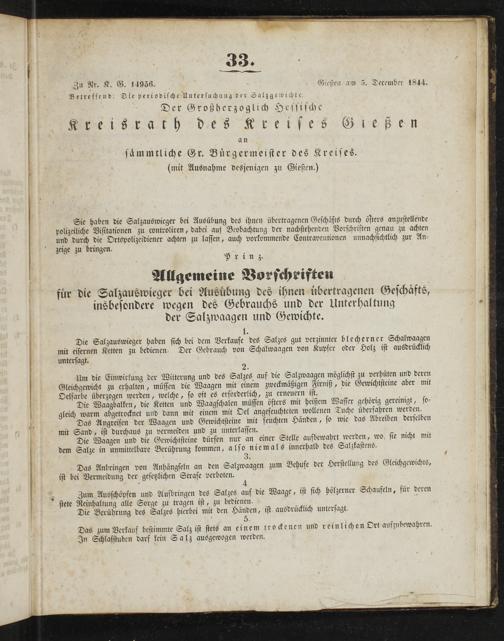 33.
Zu Nr. K. G. 14956. Gießen am 5. December 1844.
Betreffend: Die periodische Untersuchung der Salzgewichte.
Der Großherzoglich Hessische
Kreisrath des Kreises Gießen
an
sämmtliche Gr. Bürgermeister des Kreises.
(mit Ausnahme desjenigen zu Gießen.)
Sie haben die Salzauswieger bei Ausübung des ihnen übertragenen Geschäfts durch öfters anzustellende
polizeiliche Visitationen zu controliren, dabei auf Beobachtung der nachstehenden Vorschriften genau zu achten
und durch die Ortspolizeidiener achten zu lassen, auch vorkommende Contraventionen unnachsichtlich zur An-
zeige zu bringen.
Prinz.
Allgemeine Vorschriften
für die Salzauswieger bei Ausübung des ihnen übertragenen Geschäfts,
insbesondere wegen des Gebrauchs und der Unterhaltung
der Salzwaagen und Gewichte.
1.
Die Salzauswieger haben sich bei dem Verkaufe des Salzes gut verzinnter blecherner Schalwaagen
mit eisernen Ketten zu bedienen. Der Gebrauch von Schalwaagen von Kupfer oder Holz ist ausdrücklich
untersagt.
2.
Um die Einwirkung der Witterung und des Salzes auf die Salzwaagen möglichst zu verhüten und deren
Gleichgewicht zu erhalten, müssen die Waagen mit einem zweckmäßigen Firniß, die Gewichtsteine aber mit
Oelfarbe überzogen werden, welche, so oft es erforderlich, zu erneuern ist.
Die Waagbalken, die Ketten und Waagschalen müssen öfters mit heißem Wasser gehörig gereinigt, so-
gleich warm abgetrocknet und dann mit einem mit Oel angefeuchteten wollenen Tuche überfahren werden.
Das Angreifen der Waagen und Gewichtsteine mit feuchten Händen, so wie das Abreiben derselben
mit Sand, ist durchaus zu vermeiden und zu unterlassen.
Die Waagen und die Gewichtsteine dürfen nur an einer Stelle aufbewahrt werden, wo sie nicht mit
dem Salze in unmittelbare Berührung kommen, also niemals innerhalb des Salzkastens.
3.
Das Anbringen von Anhängseln an den Salzwaagen zum Behufe der Herstellung des Gleichgewichts,
ist bei Vermeidung der gesetzlichen Strafe verboten.
4
Zum Ausschöpfen und Aufbringen des Salzes auf die Waage, ist sich hölzerner Schaufeln, für deren
stete Reinhaltung alle Sorge zu tragen ist, zu bedienen.
Die Berührung des Salzes hierbei mit den Händen, ist ausdrücklich untersagt.
5.
Das zum Verkauf bestimmte Salz ist stets an einem trockenen und reinlichen Ort aufzubewahren.
In Schlafstuben darf kein Salz ausgewogen werden.